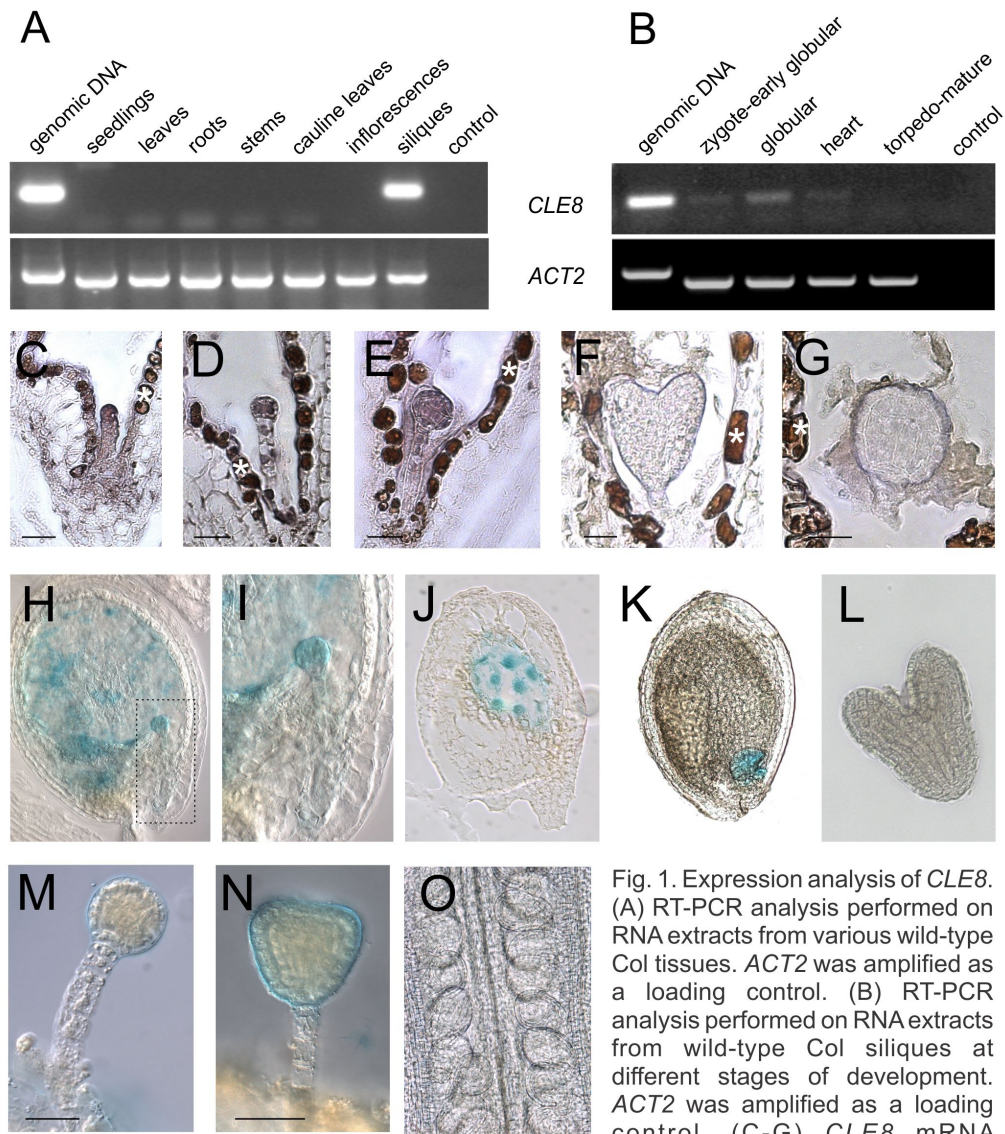 A
B
genomic DNA
seedlings
leaves
roots
stems
cauline leaves
inflorescences
siliques
control
genomic DNA
zygote-early globular
globular
heart
torpedo-mature
control
CLE8
ACT2
C
*
D
*
E
*
F
*
G
*
H
I
J
K
L
M
N
O
Fig. 1. Expression analysis of CLE8.
(A) RT-PCR analysis performed on
RNA extracts from various wild-type
Col tissues. ACT2 was amplified as
a loading control. (B) RT-PCR
analysis performed on RNA extracts
from wild-type Col siliques at
different stages of development.
ACT2 was amplified as a loading
control. (C-G) CLE8 mRNA